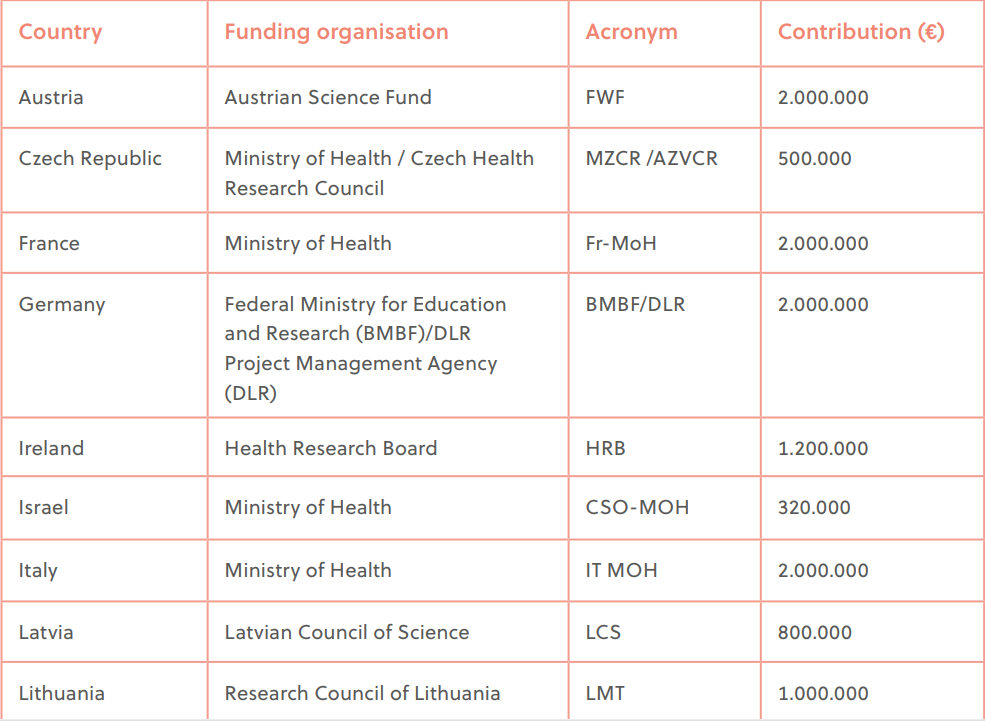 Country Funding organisation Acronym Contribution (€)
Austria Austrian Science Fund FWF 2.000.000
Czech Republic Ministry of Health / Czech Health MZCR /AZVCR 500.000
Research Council
France Ministry of Health Fr-MoH 2.000.000
Germany Federal Ministry for Education BMBF/DLR 2.000.000
and Research (BMBF)/DLR
Project Management Agency
(DLR)
Ireland Health Research Board HRB 1.200.000
Israel Ministry of Health CSO-MOH 320.000
Italy Ministry of Health IT MOH 2.000.000
Latvia Latvian Council of Science LCS 800.000
Lithuania Research Council of Lithuania LMT 1.000.000